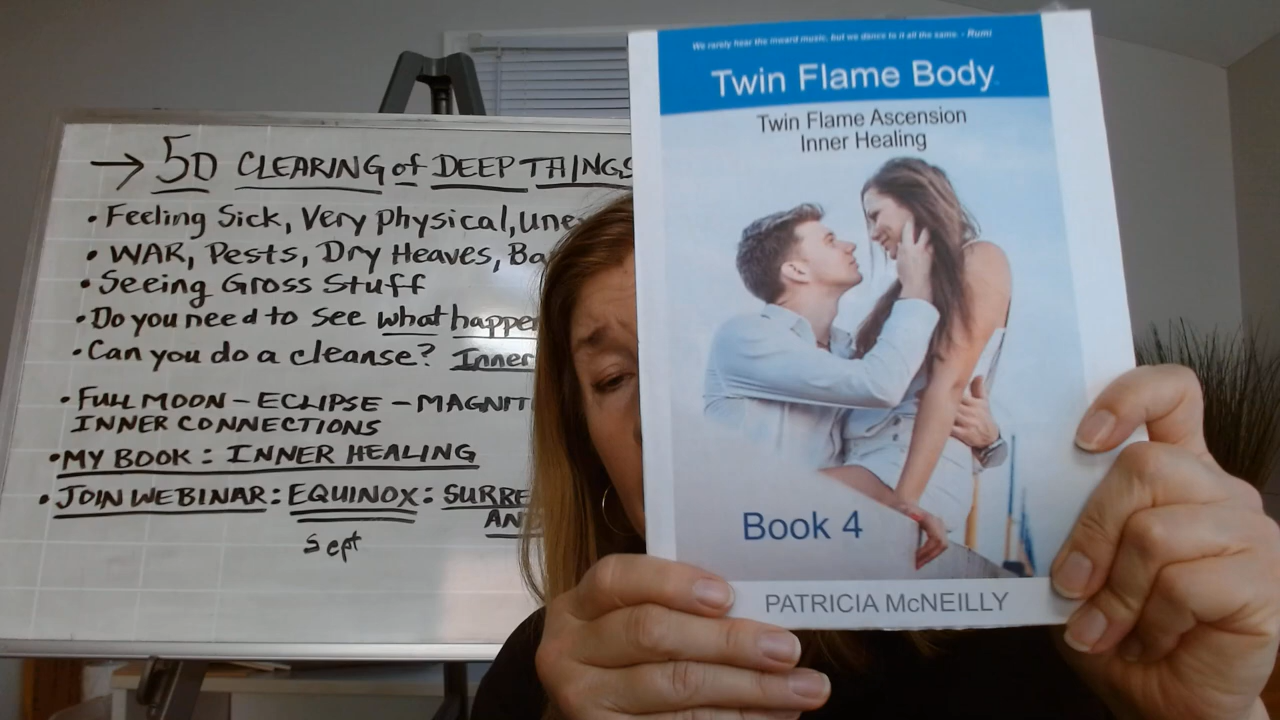 → 5D CLEARING of DEEP THINGS
• Feeling Sick, Very Physical,
• WAR, Pests, Dry Heaves,
• Seeing Gross Stuff
• Do you need to see what
• Can you do a cleanse? Inner
• FULL MOON – ECLIPSE –
INNER CONNECTIONS
• MY BOOK: INNER HEALING
• JOIN WEBINAR: EQUINOX:
Sept
We rarely hear the inward music, but we dance to it all the same. - Rumi
Twin Flame Body
Twin Flame Ascension
Inner Healing
Book 4
PATRICIA McNEILLY